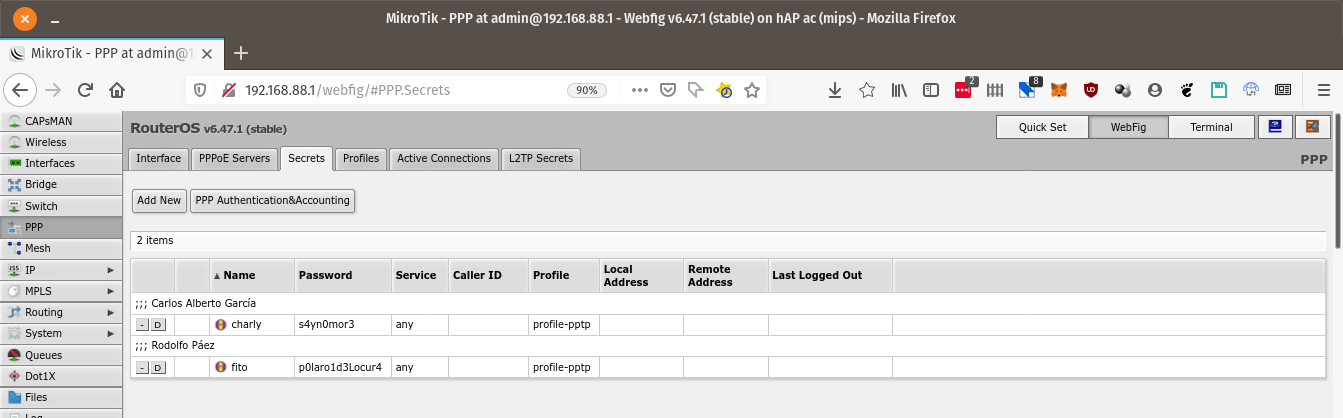 MikroTik - PPP at admin@192.168.88.1 - Webfig v6.47.1 (stable) on hAP ac (mips) - Mozilla Firefox
MikroTik - PPP at admin@1
192.168.88.1/webfig/#PPP.Secrets
90%
2
8
CAPsMAN
Wireless
Interfaces
Bridge
Switch
PPP
Mesh
IP
MPLS
Routing
System
Queues
Dot1X
Files
Log
RouterOS v6.47.1 (stable)
Quick Set WebFig Terminal
Interface PPPoE Servers Secrets Profiles Active Connections L2TP Secrets
PPP
Add New PPP Authentication&Accounting
2 items
Name Password Service Caller ID Profile Local Address Remote Address Last Logged Out
;;; Carlos Alberto García
- D charly s4yn0mor3 any profile-pptp
;;; Rodolfo Páez
- D fito p0laro1d3Locur4 any profile-pptp